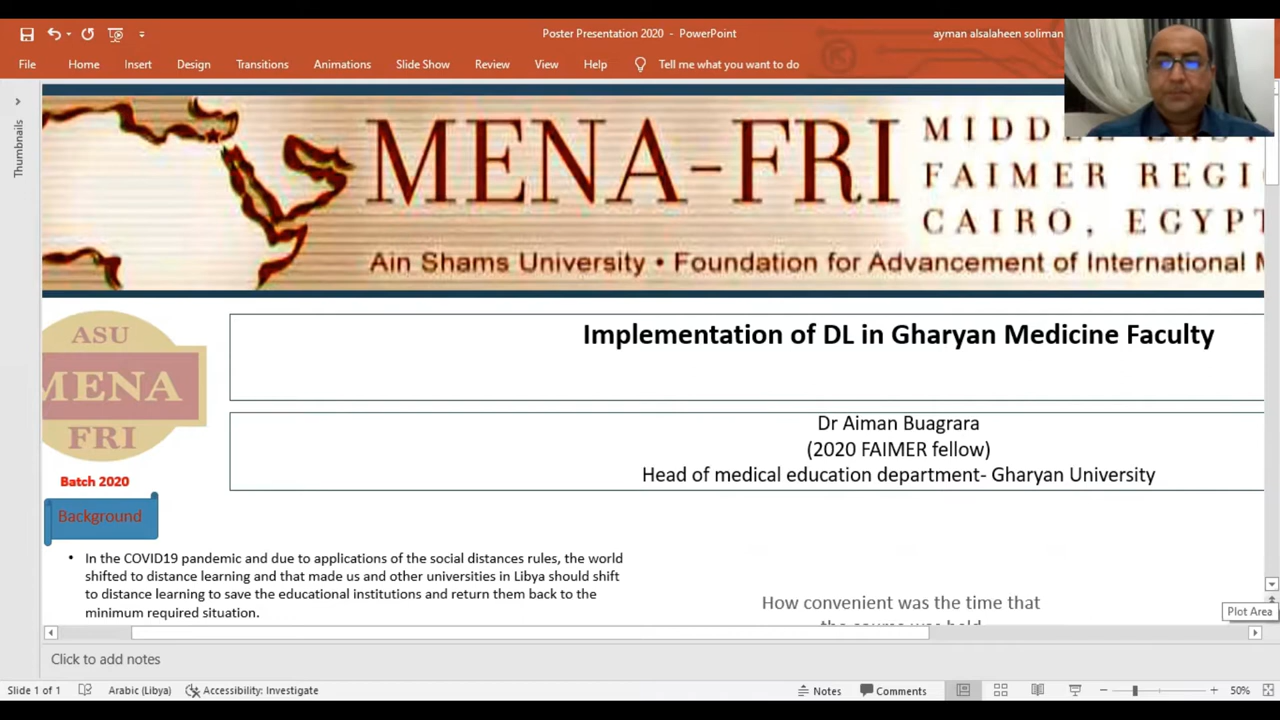 Poster Presentation 2020 - PowerPoint
ayman alsalaheen soliman
File
Home
Insert
Design
Transitions
Animations
Slide Show
Review
View
Help
Tell me what you want to do
Thumbnails
MENA-FRI
FAIMER REGI
CAIRO, EGYPT
Ain Shams University • Foundation for Advancement of International M
ASU
MENA
FRI
Batch 2020
Implementation of DL in Gharyan Medicine Faculty
Dr Aiman Buagrara
(2020 FAIMER fellow)
Head of medical education department- Gharyan University
Background
• In the COVID19 pandemic and due to applications of the social distances rules, the world
shifted to distance learning and that made us and other universities in Libya should shift
to distance learning to save the educational institutions and return them back to the
minimum required situation.
How convenient was the time that
the course was held
Plot Area
Click to add notes
Slide 1 of 1
Arabic (Libya)
Accessibility: Investigate
Notes
Comments
50%